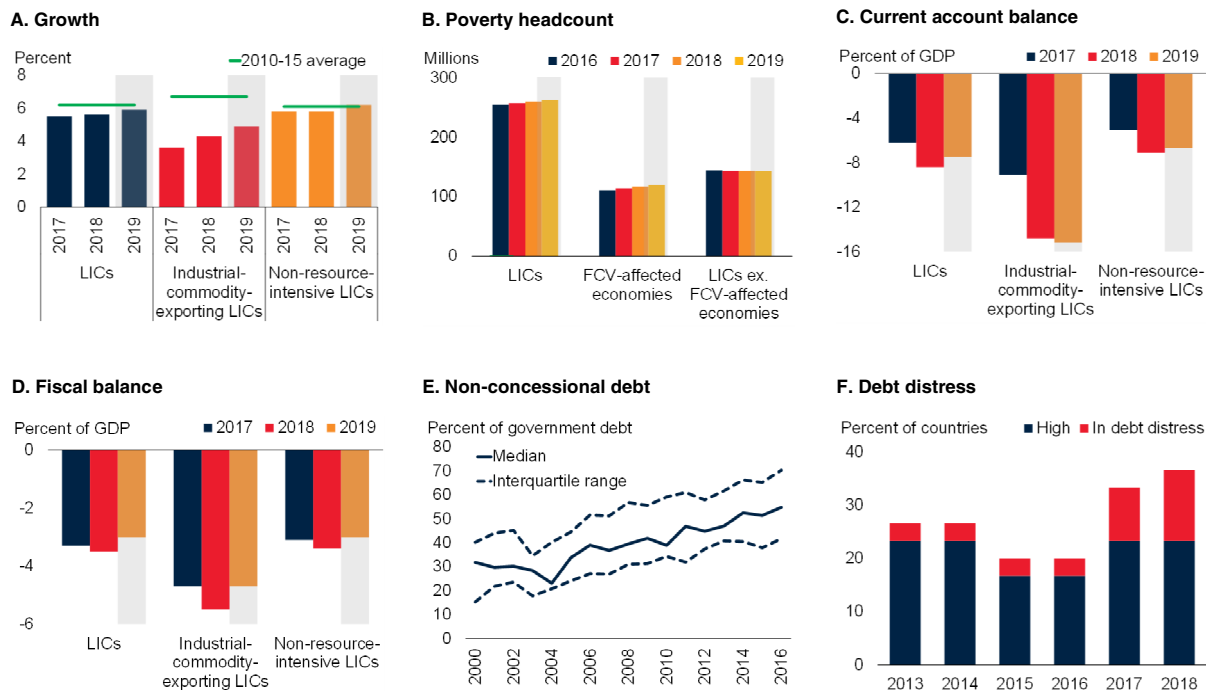 A. Growth
Percent
2010-15 average
8
6
4
2
0
2017
2018
2019
2017
2018
2019
2017
2018
2019
LICs
Industrial-
commodity-
exporting LICs
Non-resource-
intensive LICs
B. Poverty headcount
Millions
2016 2017 2018 2019
300
200
100
0
LICs
FCV-affected
economies
LICs ex.
FCV-affected
economies
C. Current account balance
Percent of GDP
2017 2018 2019
0
-4
-8
-12
-16
LICs
Industrial-
commodity-
exporting LICs
Non-resource-
intensive LICs
D. Fiscal balance
Percent of GDP
2017 2018 2019
0
-2
-4
-6
LICs
Industrial-
commodity-
exporting LICs
Non-resource-
intensive LICs
E. Non-concessional debt
Percent of government debt
80
70
60
50
40
30
20
10
0
Median
Interquartile range
2000
2002
2004
2006
2008
2010
2012
2014
2016
F. Debt distress
Percent of countries
High In debt distress
40
30
20
10
0
2013 2014 2015 2016 2017 2018